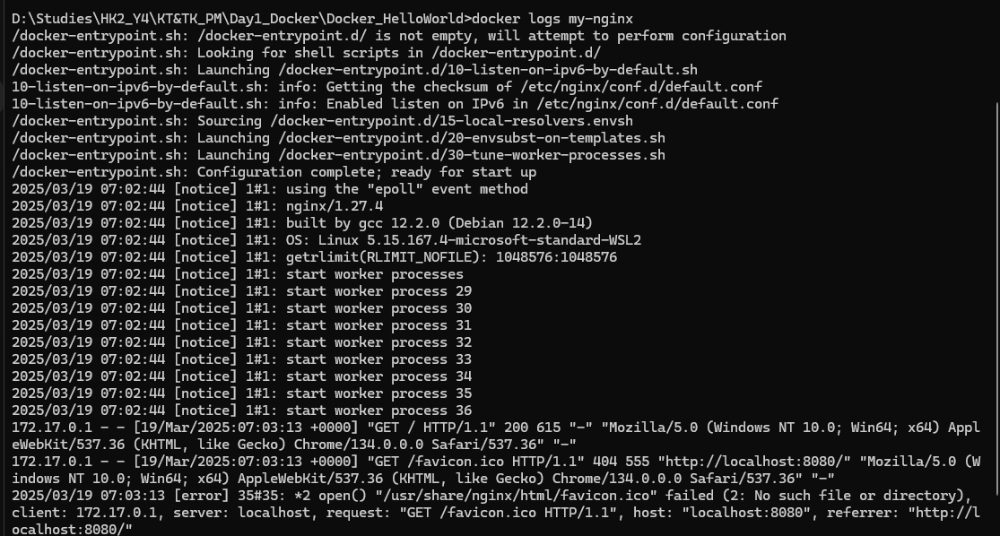 D:\Studies\HK2_Y4\KT&TK_PM\Day1_Docker\Docker_HelloWorld>docker logs my-nginx
/docker-entrypoint.sh: /docker-entrypoint.d/ is not empty, will attempt to perform configuration
/docker-entrypoint.sh: Looking for shell scripts in /docker-entrypoint.d/
/docker-entrypoint.sh: Launching /docker-entrypoint.d/10-listen-on-ipv6-by-default.sh
10-listen-on-ipv6-by-default.sh: info: Getting the checksum of /etc/nginx/conf.d/default.conf
10-listen-on-ipv6-by-default.sh: info: Enabled listen on IPv6 in /etc/nginx/conf.d/default.conf
/docker-entrypoint.sh: Sourcing /docker-entrypoint.d/15-local-resolvers.envsh
/docker-entrypoint.sh: Launching /docker-entrypoint.d/20-envsubst-on-templates.sh
/docker-entrypoint.sh: Launching /docker-entrypoint.d/30-tune-worker-processes.sh
/docker-entrypoint.sh: Configuration complete; ready for start up
2025/03/19 07:02:44 [notice] 1#1: using the "epoll" event method
2025/03/19 07:02:44 [notice] 1#1: nginx/1.27.4
2025/03/19 07:02:44 [notice] 1#1: built by gcc 12.2.0 (Debian 12.2.0-14)
2025/03/19 07:02:44 [notice] 1#1: OS: Linux 5.15.167.4-microsoft-standard-WSL2
2025/03/19 07:02:44 [notice] 1#1: getrlimit(RLIMIT_NOFILE): 1048576:1048576
2025/03/19 07:02:44 [notice] 1#1: start worker processes
2025/03/19 07:02:44 [notice] 1#1: start worker process 29
2025/03/19 07:02:44 [notice] 1#1: start worker process 30
2025/03/19 07:02:44 [notice] 1#1: start worker process 31
2025/03/19 07:02:44 [notice] 1#1: start worker process 32
2025/03/19 07:02:44 [notice] 1#1: start worker process 33
2025/03/19 07:02:44 [notice] 1#1: start worker process 34
2025/03/19 07:02:44 [notice] 1#1: start worker process 35
2025/03/19 07:02:44 [notice] 1#1: start worker process 36
172.17.0.1 - - [19/Mar/2025:07:03:13 +0000] "GET / HTTP/1.1" 200 615 "-" "Mozilla/5.0 (Windows NT 10.0; Win64; x64) Appl
eWebKit/537.36 (KHTML, like Gecko) Chrome/134.0.0.0 Safari/537.36" "-"
172.17.0.1 - - [19/Mar/2025:07:03:13 +0000] "GET /favicon.ico HTTP/1.1" 404 555 "http://localhost:8080/" "Mozilla/5.0 (W
indows NT 10.0; Win64; x64) AppleWebKit/537.36 (KHTML, like Gecko) Chrome/134.0.0.0 Safari/537.36" "-"
2025/03/19 07:03:13 [error] 35#35: *2 open() "/usr/share/nginx/html/favicon.ico" failed (2: No such file or directory),
client: 172.17.0.1, server: localhost, request: "GET /favicon.ico HTTP/1.1", host: "localhost:8080", referrer: "http://l
ocalhost:8080/"